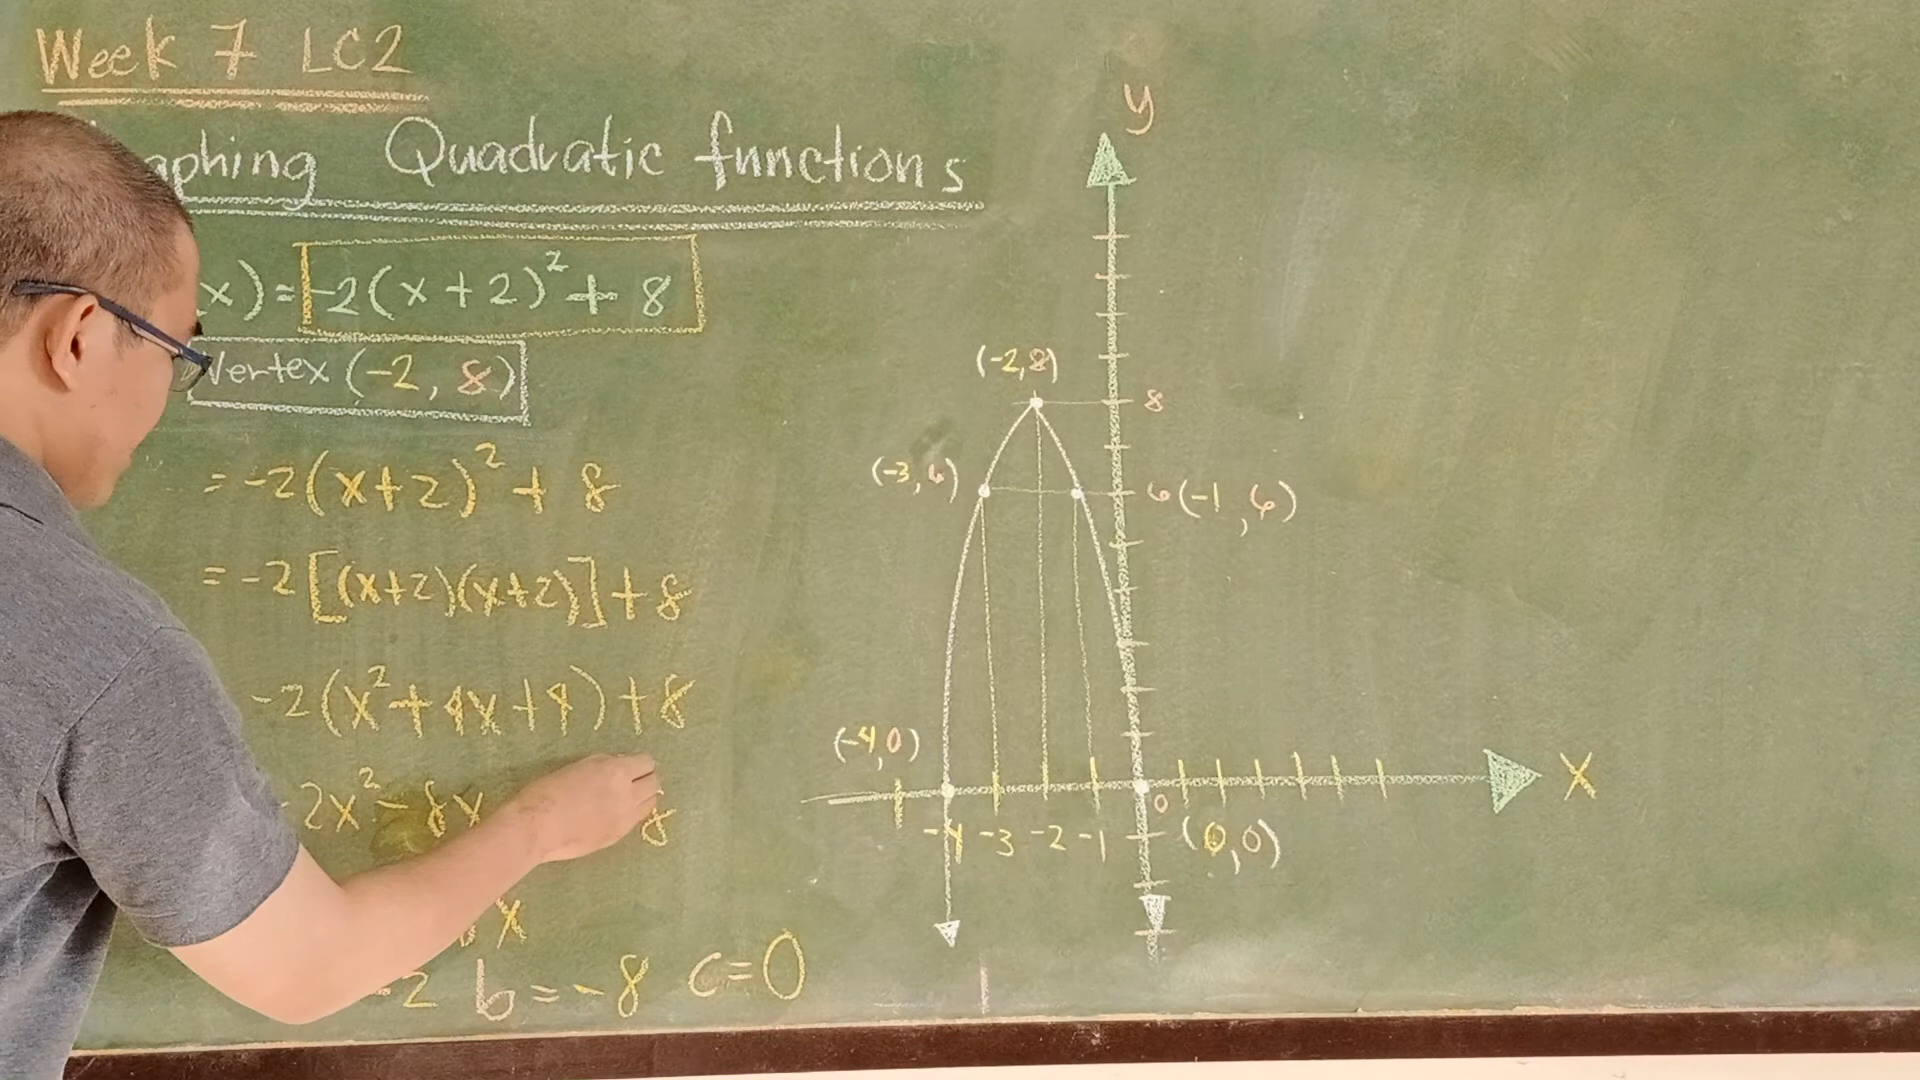 Week 7 LC2
aphing Quadratic functions
x) = -2(x+2)² + 8
Vertex (-2, 8)
= -2(x+2)² + 8
= -2[(x+2)(x+2)] + 8
-2(x²+4x+4)+8
-2x²-8x 8
x
-2 b=-8 c=0
y
(-2,8)
8
(-3,6)
6 (-1,6)
(-4,0)
x
0
-4 -3 -2 -1
(0,0)